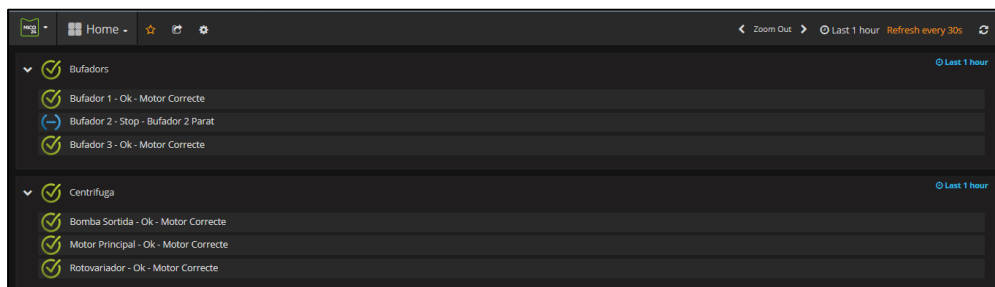 MICO
Home
Zoom Out Last 1 hour Refresh every 30s
Bufadors Last 1 hour
Bufador 1 - Ok - Motor Correcte
Bufador 2 - Stop - Bufador 2 Parat
Bufador 3 - Ok - Motor Correcte
Centrifuga Last 1 hour
Bomba Sortida - Ok - Motor Correcte
Motor Principal - Ok - Motor Correcte
Rotovariador - Ok - Motor Correcte